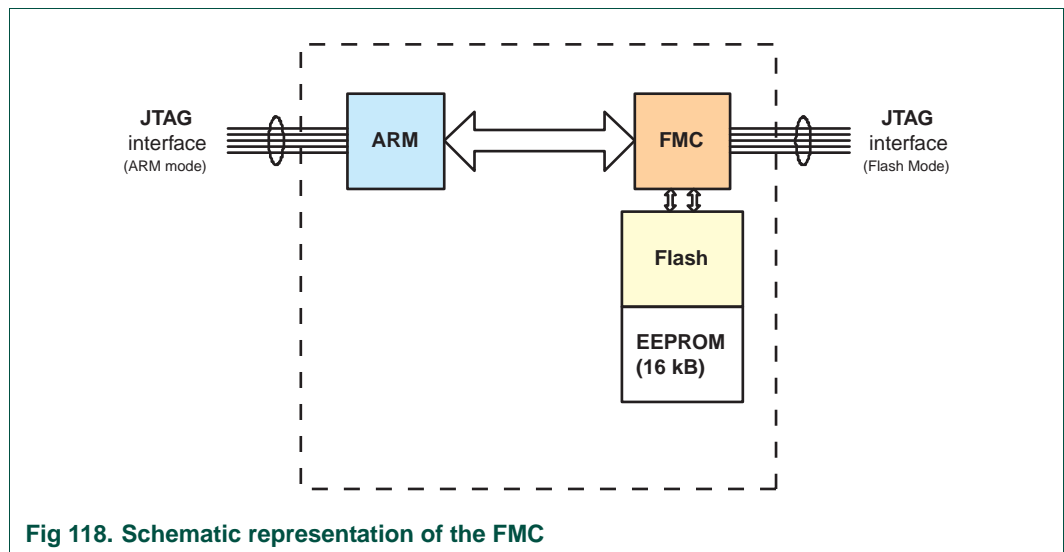 JTAG
interface
(ARM mode)
ARM
FMC
JTAG
interface
(Flash Mode)
Flash
EEPROM
(16 kB)
Fig 118. Schematic representation of the FMC